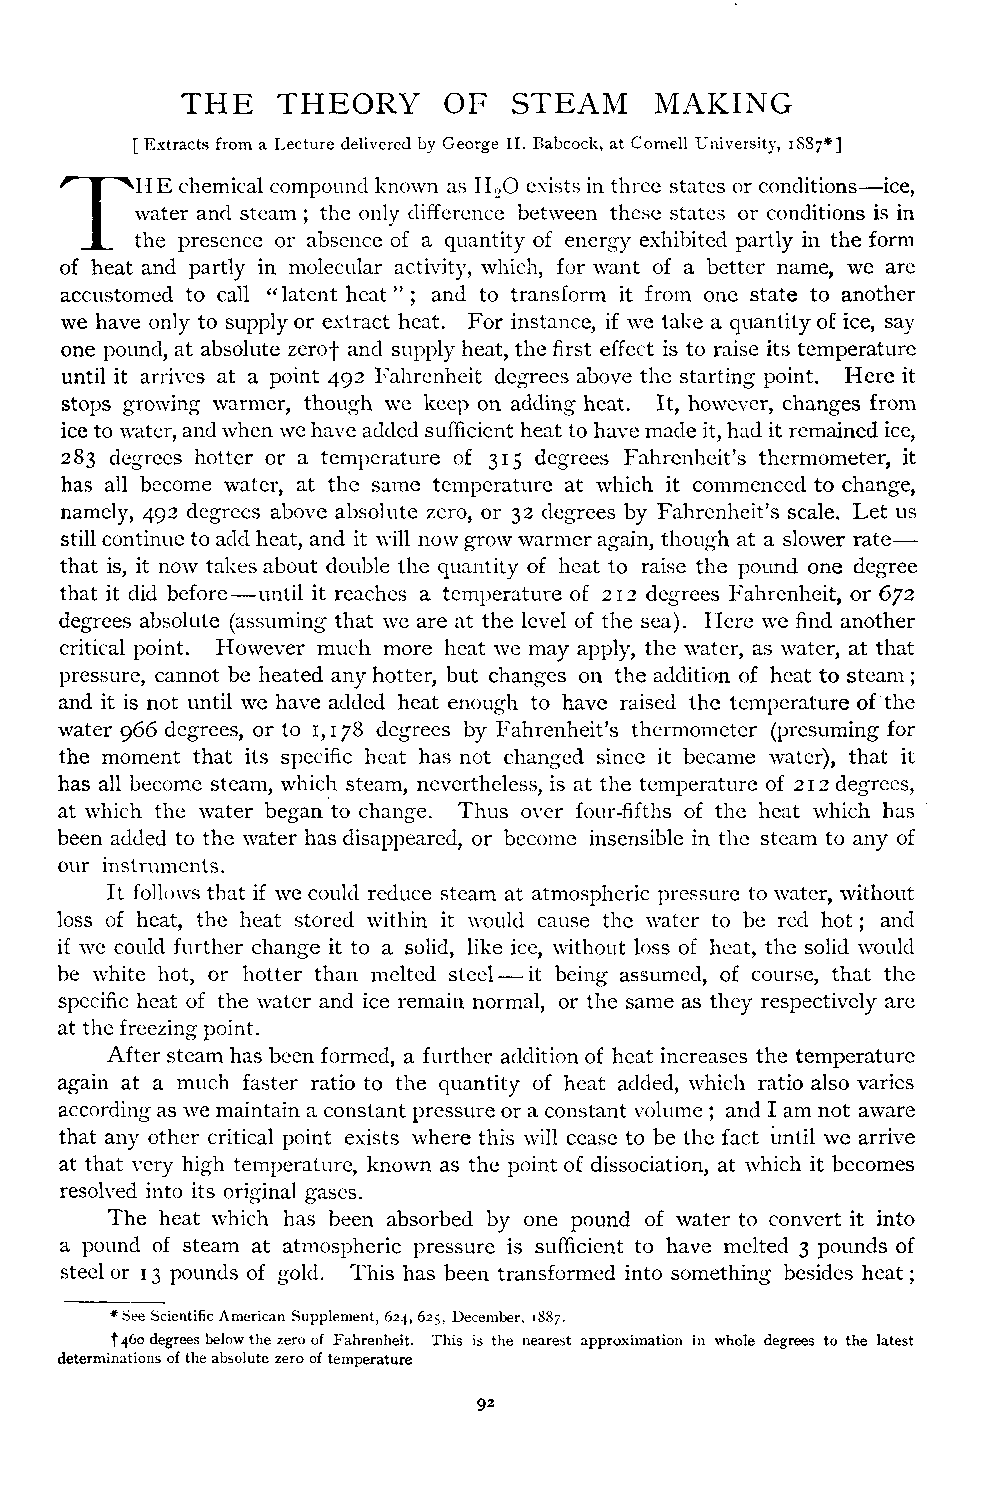 THE THEORY OF STEAM MAKING
[ Extracts from a Lecture delivered by George H. Babcock, at Cornell University, 1887*]
THE chemical compound known as H₂O exists in three states or conditions—ice,
water and steam ; the only difference between these states or conditions is in
the presence or absence of a quantity of energy exhibited partly in the form
of heat and partly in molecular activity, which, for want of a better name, we are
accustomed to call "latent heat" ; and to transform it from one state to another
we have only to supply or extract heat. For instance, if we take a quantity of ice, say
one pound, at absolute zero† and supply heat, the first effect is to raise its temperature
until it arrives at a point 492 Fahrenheit degrees above the starting point. Here it
stops growing warmer, though we keep on adding heat. It, however, changes from
ice to water, and when we have added sufficient heat to have made it, had it remained ice,
283 degrees hotter or a temperature of 315 degrees Fahrenheit's thermometer, it
has all become water, at the same temperature at which it commenced to change,
namely, 492 degrees above absolute zero, or 32 degrees by Fahrenheit's scale. Let us
still continue to add heat, and it will now grow warmer again, though at a slower rate—
that is, it now takes about double the quantity of heat to raise the pound one degree
that it did before—until it reaches a temperature of 212 degrees Fahrenheit, or 672
degrees absolute (assuming that we are at the level of the sea). Here we find another
critical point. However much more heat we may apply, the water, as water, at that
pressure, cannot be heated any hotter, but changes on the addition of heat to steam ;
and it is not until we have added heat enough to have raised the temperature of the
water 966 degrees, or to 1,178 degrees by Fahrenheit's thermometer (presuming for
the moment that its specific heat has not changed since it became water), that it
has all become steam, which steam, nevertheless, is at the temperature of 212 degrees,
at which the water began to change. Thus over four-fifths of the heat which has
been added to the water has disappeared, or become insensible in the steam to any of
our instruments.
It follows that if we could reduce steam at atmospheric pressure to water, without
loss of heat, the heat stored within it would cause the water to be red hot ; and
if we could further change it to a solid, like ice, without loss of heat, the solid would
be white hot, or hotter than melted steel—it being assumed, of course, that the
specific heat of the water and ice remain normal, or the same as they respectively are
at the freezing point.
After steam has been formed, a further addition of heat increases the temperature
again at a much faster ratio to the quantity of heat added, which ratio also varies
according as we maintain a constant pressure or a constant volume ; and I am not aware
that any other critical point exists where this will cease to be the fact until we arrive
at that very high temperature, known as the point of dissociation, at which it becomes
resolved into its original gases.
The heat which has been absorbed by one pound of water to convert it into
a pound of steam at atmospheric pressure is sufficient to have melted 3 pounds of
steel or 13 pounds of gold. This has been transformed into something besides heat ;
* See Scientific American Supplement, 624, 625, December, 1887.
† 460 degrees below the zero of Fahrenheit. This is the nearest approximation in whole degrees to the latest
determinations of the absolute zero of temperature
92